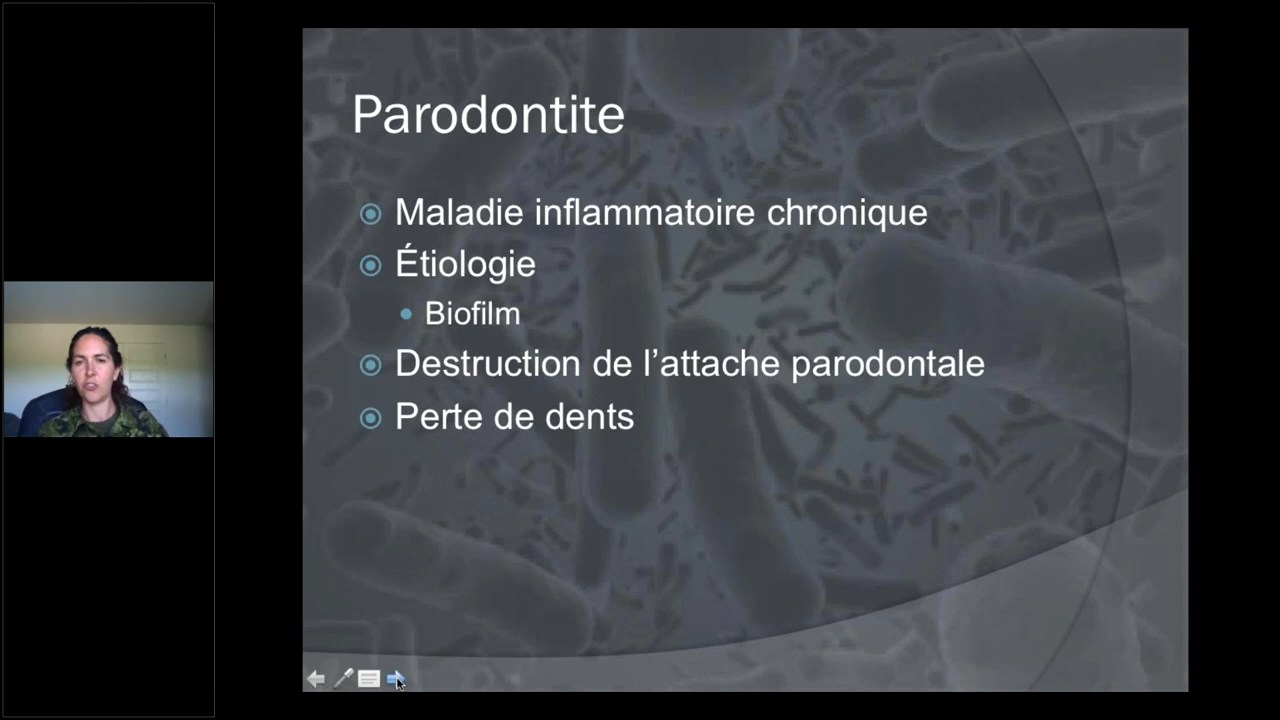 Parodontite
Maladie inflammatoire chronique
Étiologie
Biofilm
Destruction de l’attache parodontale
Perte de dents